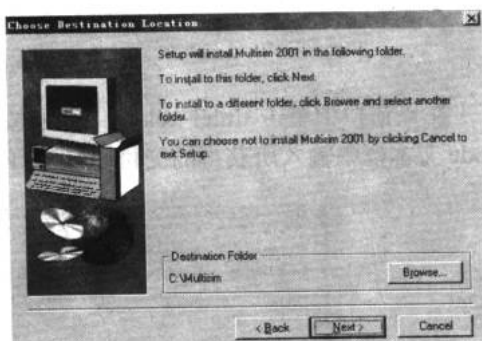 Choose Destination Location
Setup will install Multisim 2001 in the following folder.
To install to this folder, click Next.
To install to a different folder, click Browse and select another
folder.
You can choose not to install Multisim 2001 by clicking Cancel to
exit Setup.
Destination Folder
C:\Multisim
Browse...
< Back
Next >
Cancel